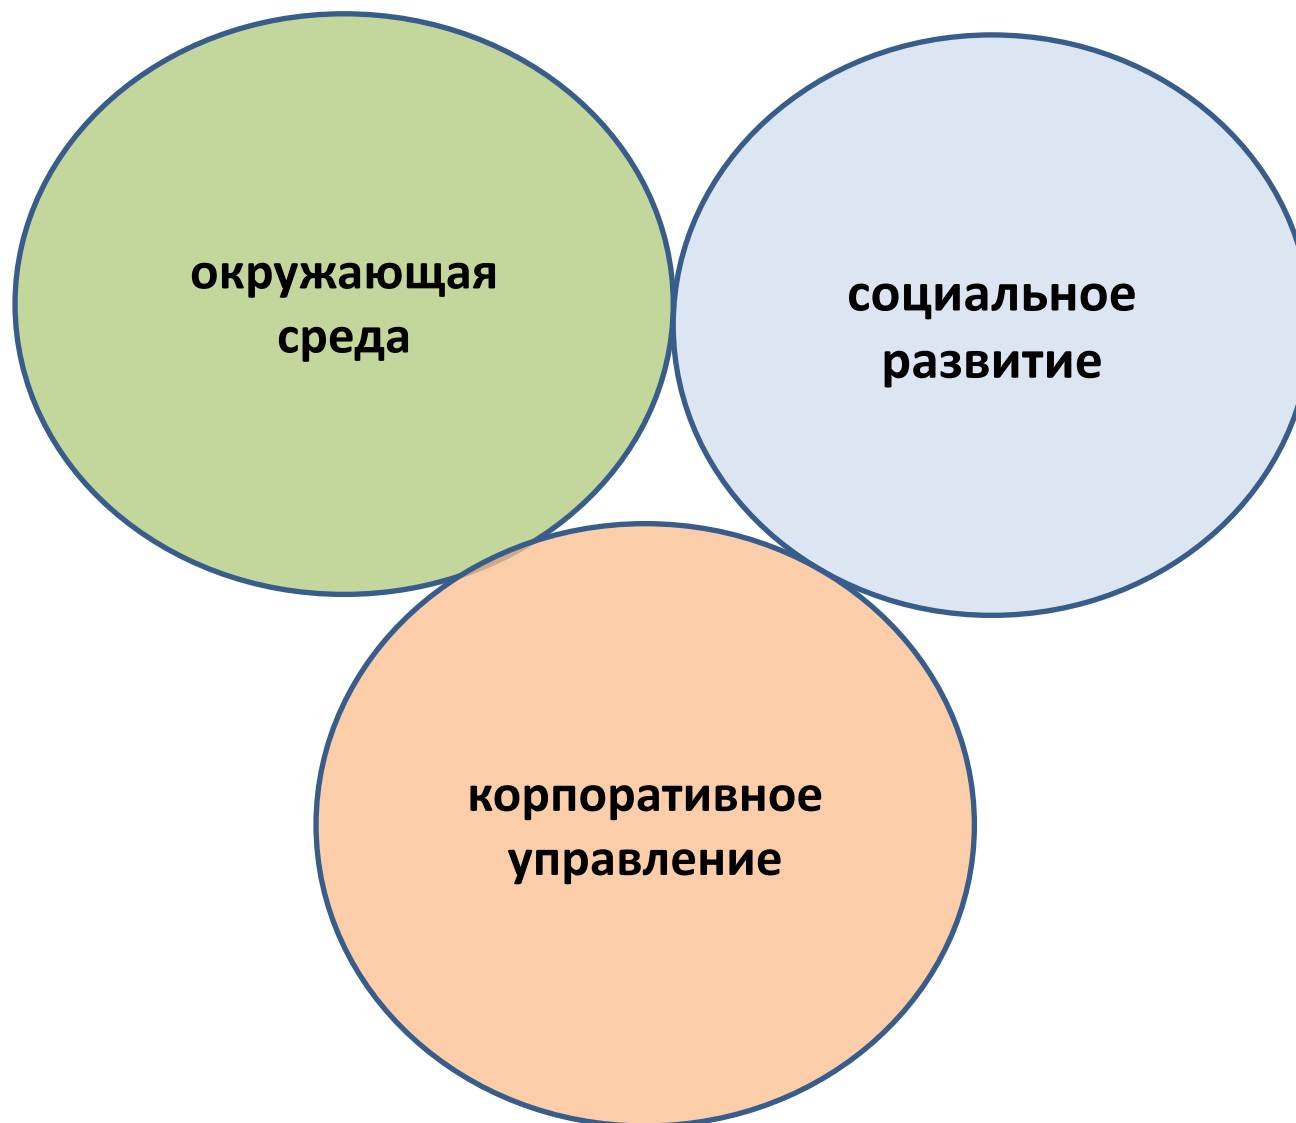 окружающая
среда
социальное
развитие
корпоративное
управление